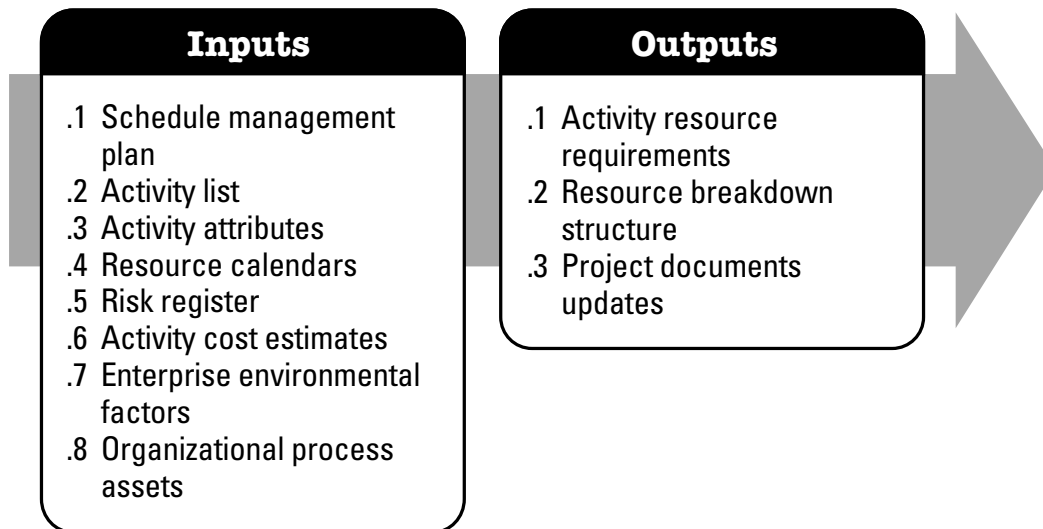 Inputs
.1 Schedule management
plan
.2 Activity list
.3 Activity attributes
.4 Resource calendars
.5 Risk register
.6 Activity cost estimates
.7 Enterprise environmental
factors
.8 Organizational process
assets
Outputs
.1 Activity resource
requirements
.2 Resource breakdown
structure
.3 Project documents
updates